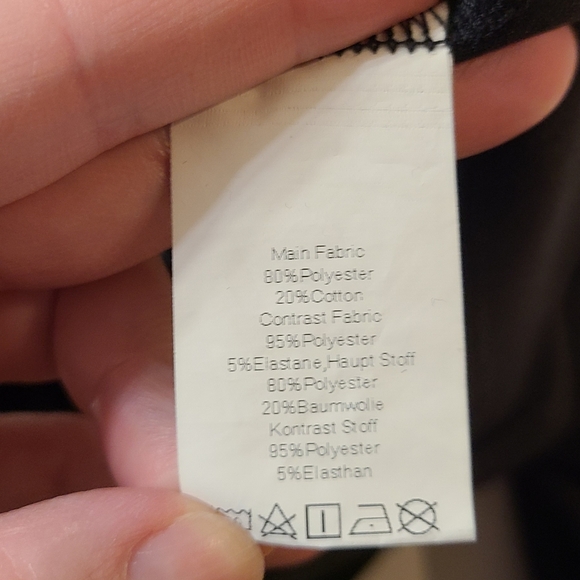 Main Fabric
80%Polyester
20%Cotton
Contrast Fabric
95%Polyester
5%Elastane,Haupt Stoff
80%Polyester
20%Baumwolle
Kontrast Stoff
95%Polyester
5%Elasthan